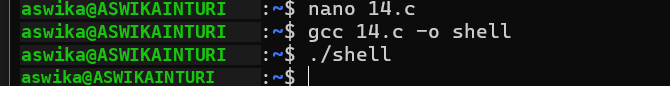 aswika@ASWIKAINTURI :~$ nano 14.c
aswika@ASWIKAINTURI :~$ gcc 14.c -o shell
aswika@ASWIKAINTURI :~$ ./shell
aswika@ASWIKAINTURI :~$